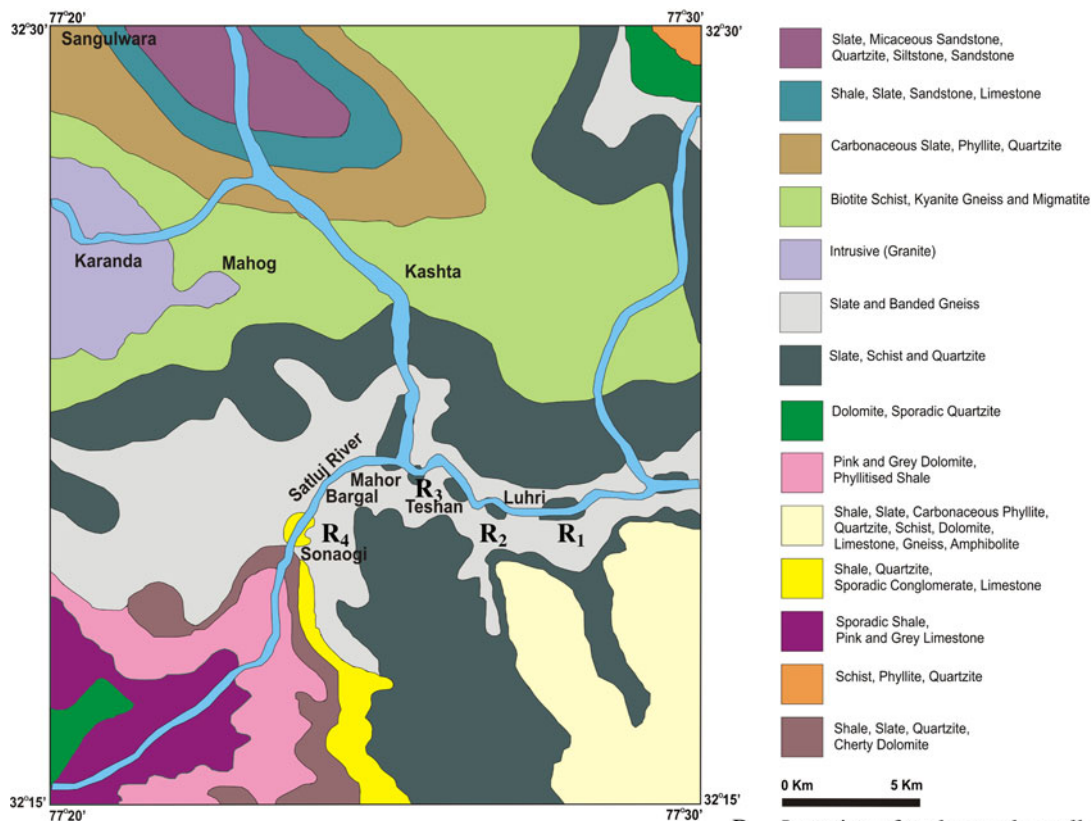 77°20'
77°30'
32°30'
32°30'
Sangulwara
Karanda
Mahog
Kashta
Satluj River
Mahor
Bargal
R3
Teshan
Luhri
R2
R1
R4
Sonaogi
32°15'
32°15'
77°20'
77°30'
Slate, Micaceous Sandstone,
Quartzite, Siltstone, Sandstone
Shale, Slate, Sandstone, Limestone
Carbonaceous Slate, Phyllite, Quartzite
Biotite Schist, Kyanite Gneiss and Migmatite
Intrusive (Granite)
Slate and Banded Gneiss
Slate, Schist and Quartzite
Dolomite, Sporadic Quartzite
Pink and Grey Dolomite,
Phyllitised Shale
Shale, Slate, Carbonaceous Phyllite,
Quartzite, Schist, Dolomite,
Limestone, Gneiss, Amphibolite
Shale, Quartzite,
Sporadic Conglomerate, Limestone
Sporadic Shale,
Pink and Grey Limestone
Schist, Phyllite, Quartzite
Shale, Slate, Quartzite,
Cherty Dolomite
0 Km 5 Km